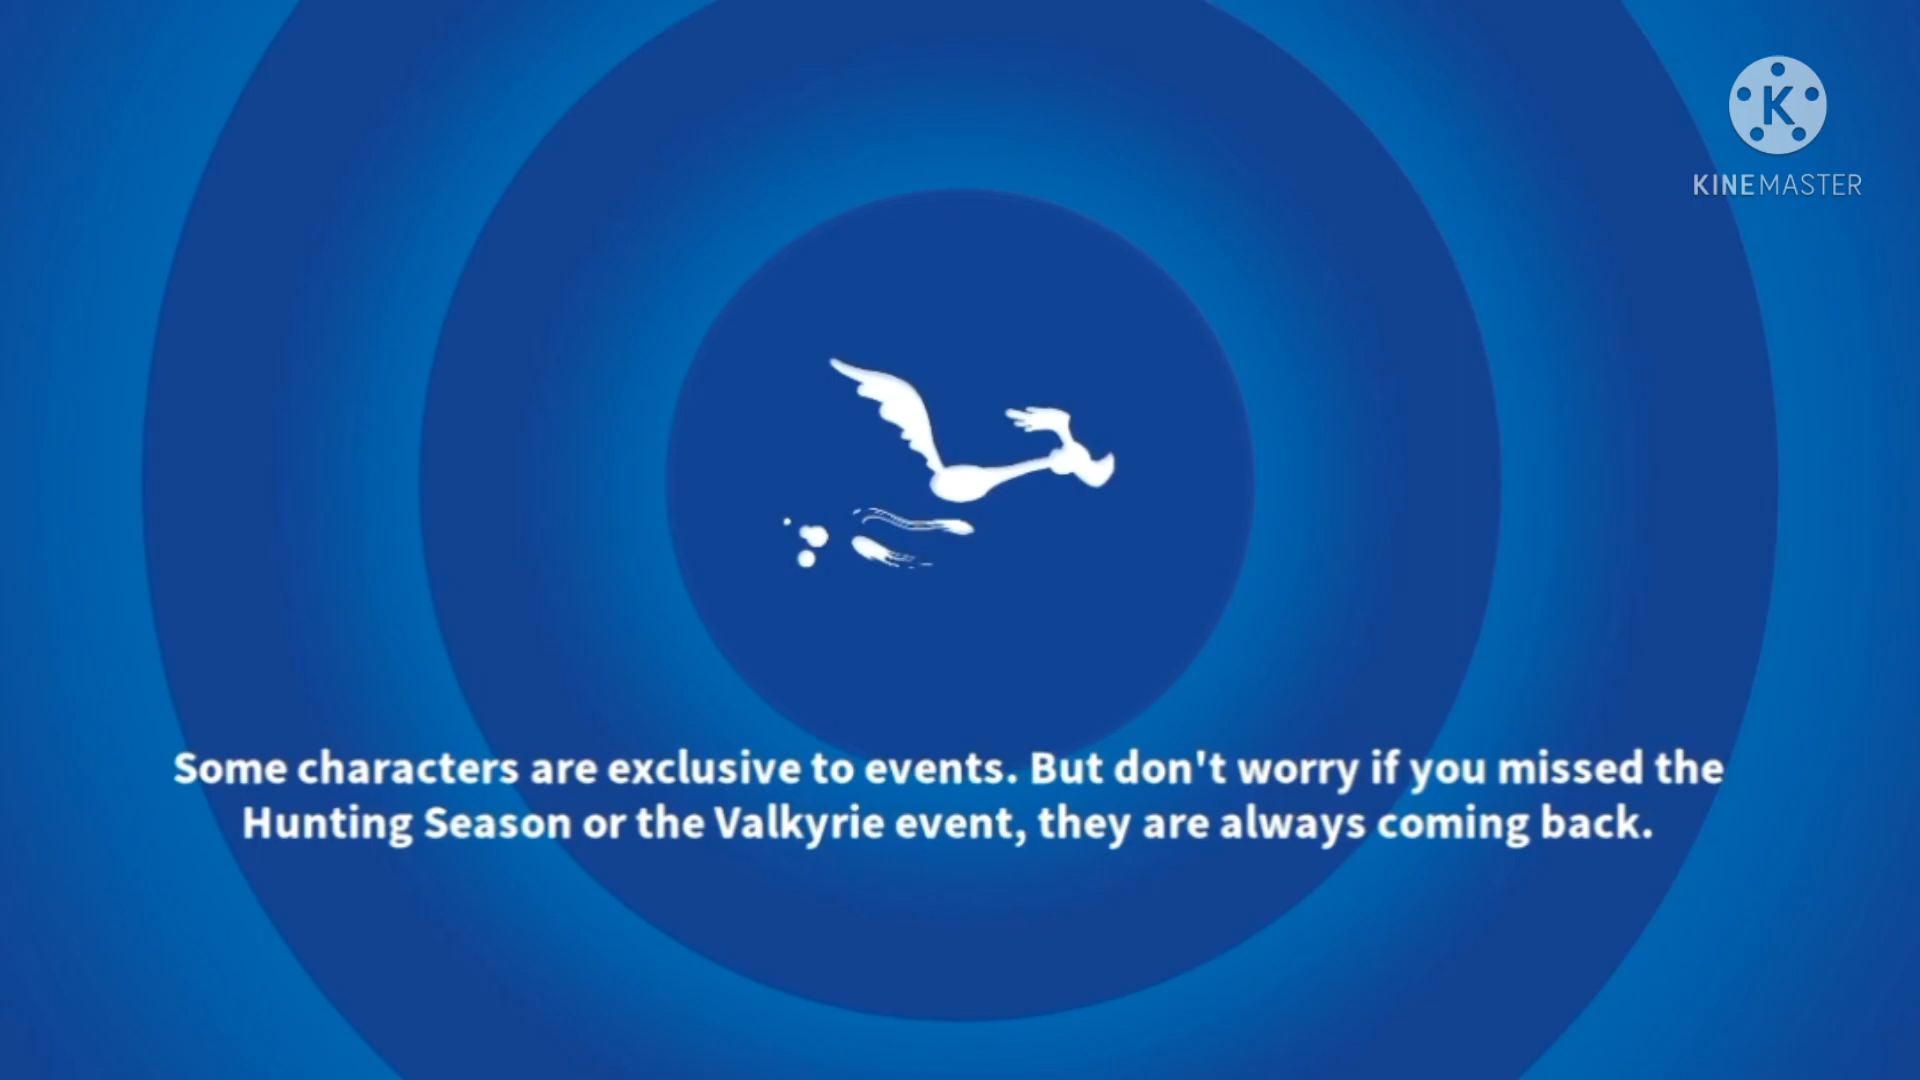 K
KINEMASTER
Some characters are exclusive to events. But don't worry if you missed the
Hunting Season or the Valkyrie event, they are always coming back.